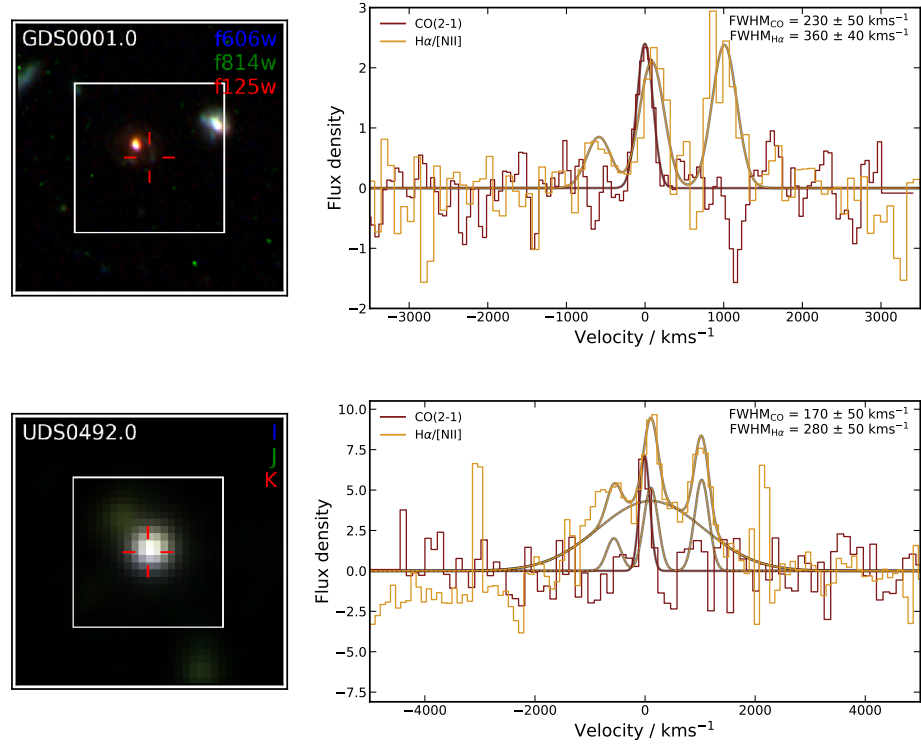 GDS0001.0
f606w
f814w
f125w
3
2
1
0
−1
−2
Flux density
CO(2-1)
Hα/[NII]
FWHM_CO = 230 ± 50 kms⁻¹
FWHM_Hα = 360 ± 40 kms⁻¹
−3000 −2000 −1000 0 1000 2000 3000
Velocity / kms⁻¹
UDS0492.0
I
J
K
10.0
7.5
5.0
2.5
0.0
−2.5
−5.0
−7.5
Flux density
CO(2-1)
Hα/[NII]
FWHM_CO = 170 ± 50 kms⁻¹
FWHM_Hα = 280 ± 50 kms⁻¹
−4000 −2000 0 2000 4000
Velocity / kms⁻¹